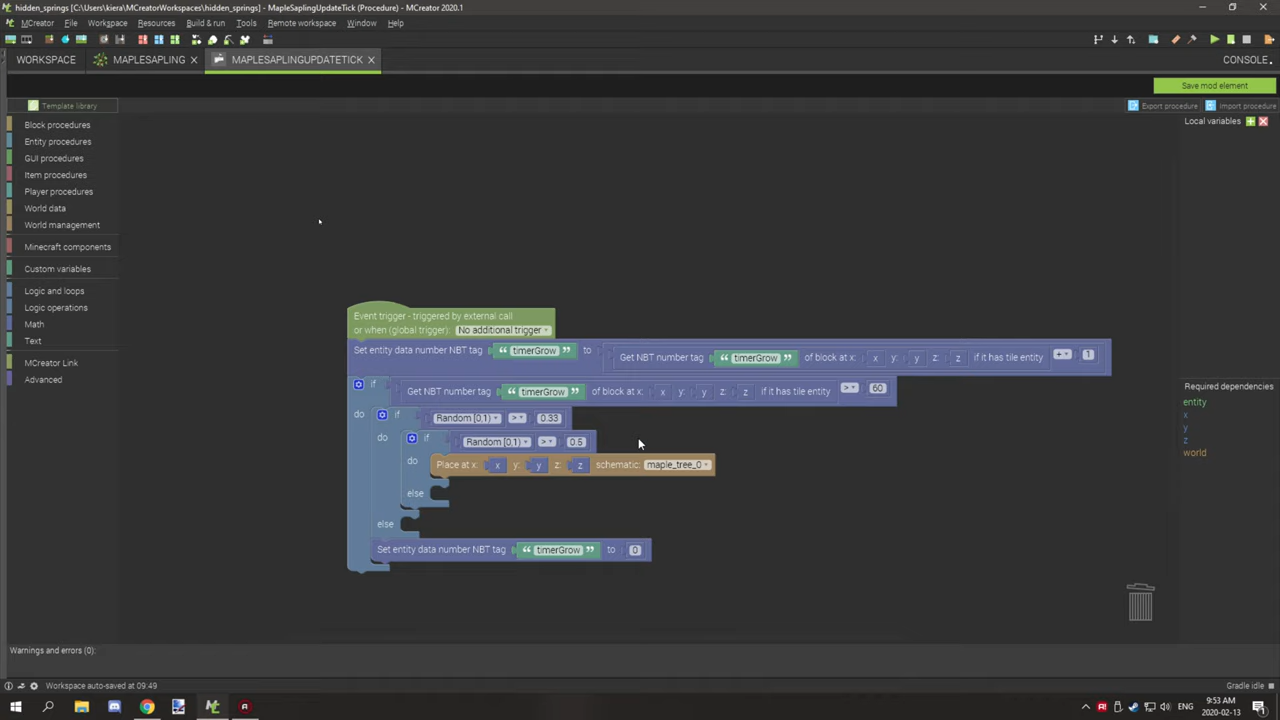 hidden_springs [C:\Users\kiera\MCreatorWorkspaces\hidden_springs] - MapleSaplingUpdateTick (Procedure) - MCreator 2020.1
MCreator File Workspace Resources Build & run Tools Remote workspace Window Help
WORKSPACE MAPLESAPLING MAPLESAPLINGUPDATETICK CONSOLE
Save mod element
Template library Export procedure Import procedure
Block procedures Local variables
Entity procedures
GUI procedures
Item procedures
Player procedures
World data
World management
Minecraft components
Custom variables
Logic and loops
Logic operations
Math
Text
MCreator Link
Advanced
Event trigger - triggered by external call
or when (global trigger): No additional trigger
Set entity data number NBT tag “ timerGrow ” to Get NBT number tag “ timerGrow ” of block at x: x y: y z: z if it has tile entity + 1
if Get NBT number tag “ timerGrow ” of block at x: x y: y z: z if it has tile entity > 60
do if Random [0,1) > 0.33
do if Random [0,1) > 0.5
do Place at x: x y: y z: z schematic: maple_tree_0
else
else
Set entity data number NBT tag “ timerGrow ” to 0
Required dependencies
entity
x
y
z
world
Warnings and errors (0):
Workspace auto-saved at 09:49 Gradle idle
ENG 9:53 AM
2020-02-13